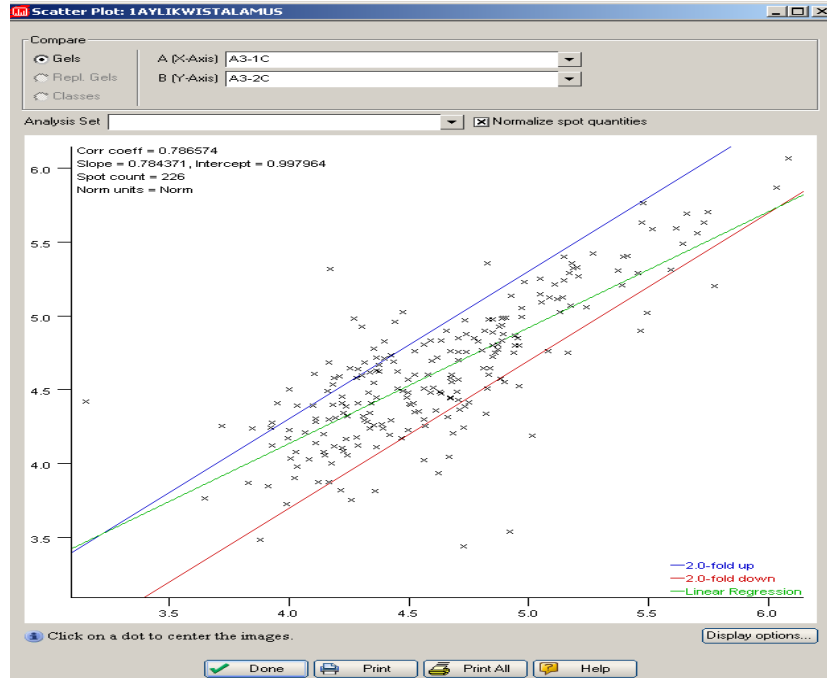 Scatter Plot: 1AYLIKWISTALAMUS
Compare
Gels
Repl. Gels
Classes
A (X-Axis) A3-1C
B (Y-Axis) A3-2C
Analysis Set
Normalize spot quantities
Corr coeff = 0.786574
Slope = 0.784371, Intercept = 0.997964
Spot count = 226
Norm units = Norm
6.0
5.5
5.0
4.5
4.0
3.5
3.5 4.0 4.5 5.0 5.5 6.0
2.0-fold up
2.0-fold down
Linear Regression
Click on a dot to center the images.
Display options...
Done Print Print All Help